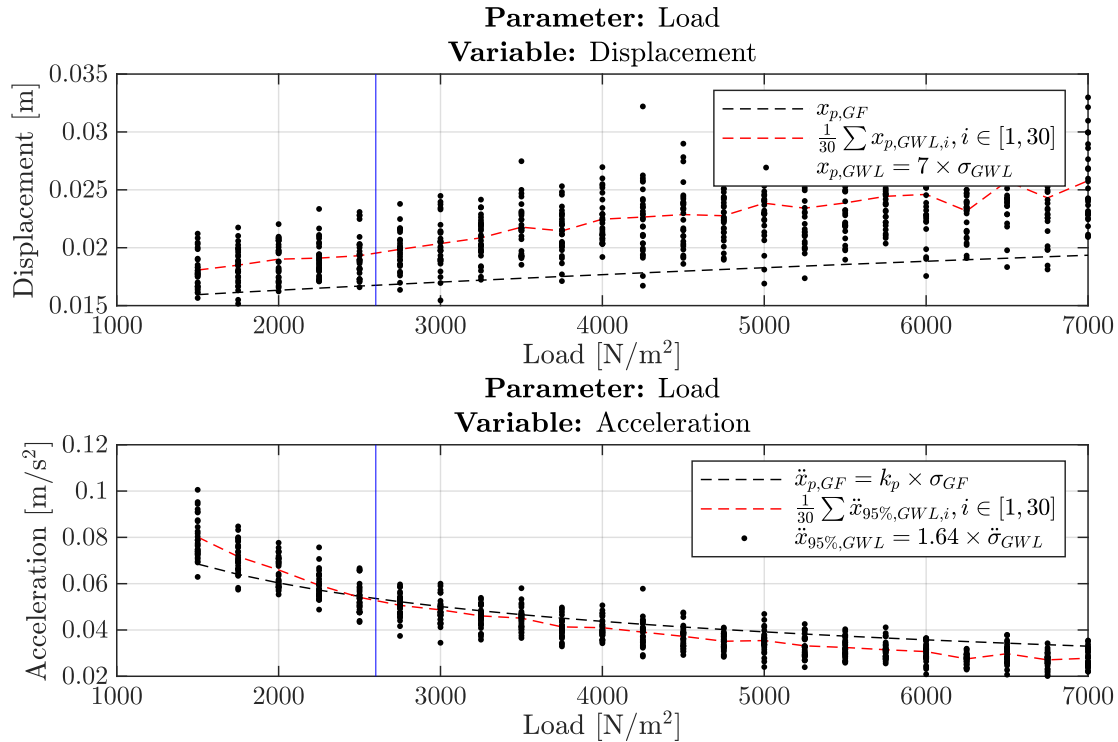 Parameter: Load
Variable: Displacement
0.035
0.03
0.025
0.02
0.015
Displacement [m]
x_{p,GF}
\frac{1}{30} ∑ x_{p,GWL,i}, i ∈ [1, 30]
x_{p,GWL} = 7 × σ_{GWL}
1000 2000 3000 4000 5000 6000 7000
Load [N/m²]
Parameter: Load
Variable: Acceleration
0.12
0.1
0.08
0.06
0.04
0.02
Acceleration [m/s²]
ẍ_{p,GF} = k_p × σ_{GF}
\frac{1}{30} ∑ ẍ_{95%,GWL,i}, i ∈ [1, 30]
ẍ_{95%,GWL} = 1.64 × σ̈_{GWL}
1000 2000 3000 4000 5000 6000 7000
Load [N/m²]